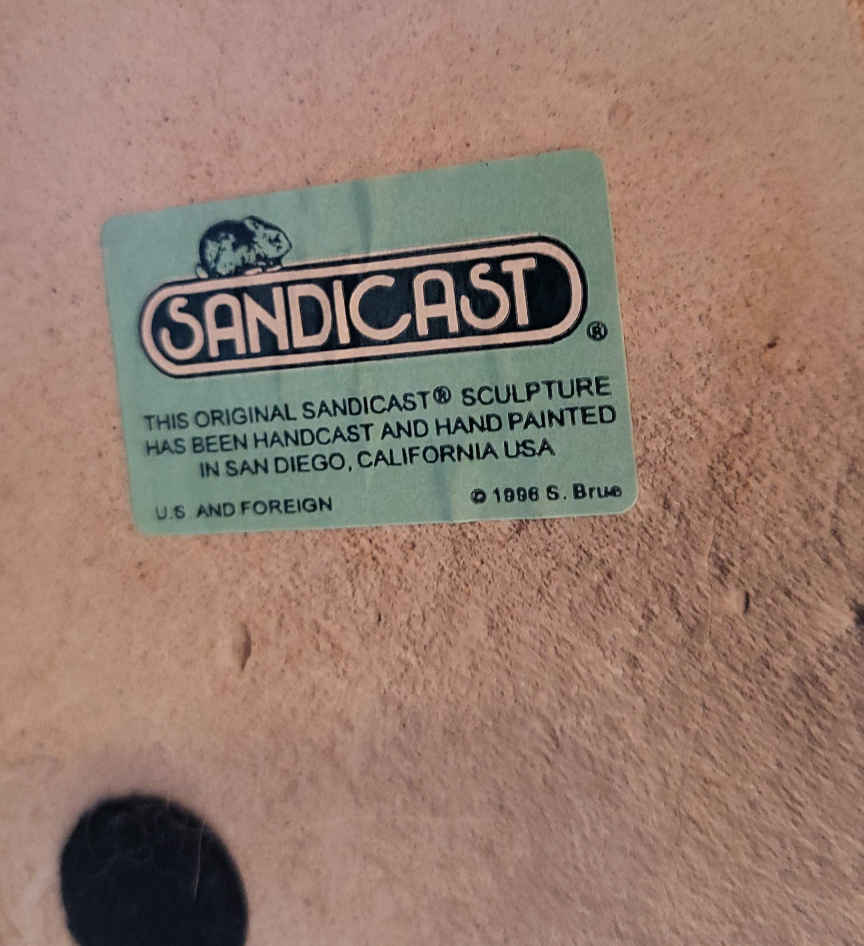 SANDICAST®
THIS ORIGINAL SANDICAST® SCULPTURE
HAS BEEN HANDCAST AND HAND PAINTED
IN SAN DIEGO, CALIFORNIA USA
U.S. AND FOREIGN © 1996 S. Brue